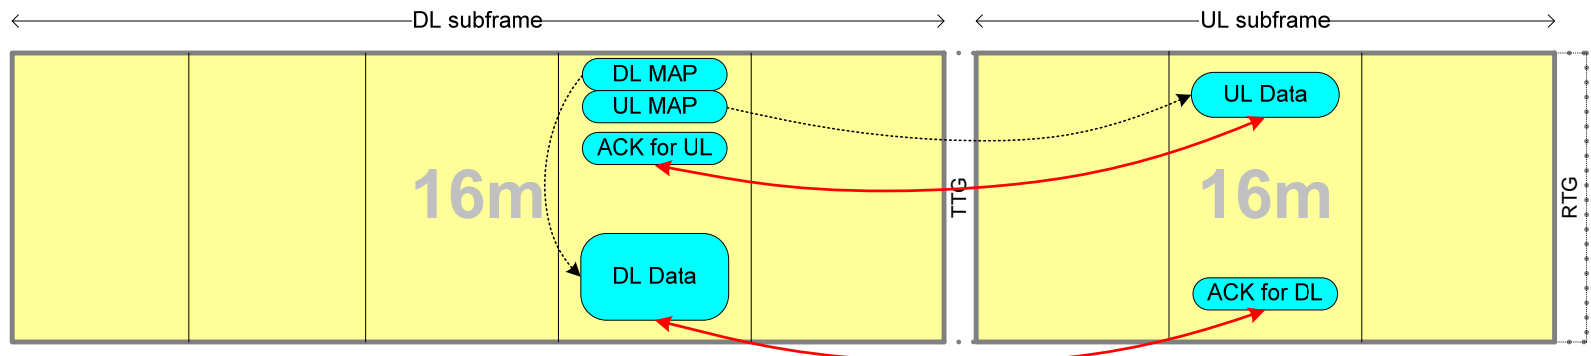 DL subframe
UL subframe
DL MAP
UL MAP
ACK for UL
UL Data
16m
TTG
16m
RTG
DL Data
ACK for DL